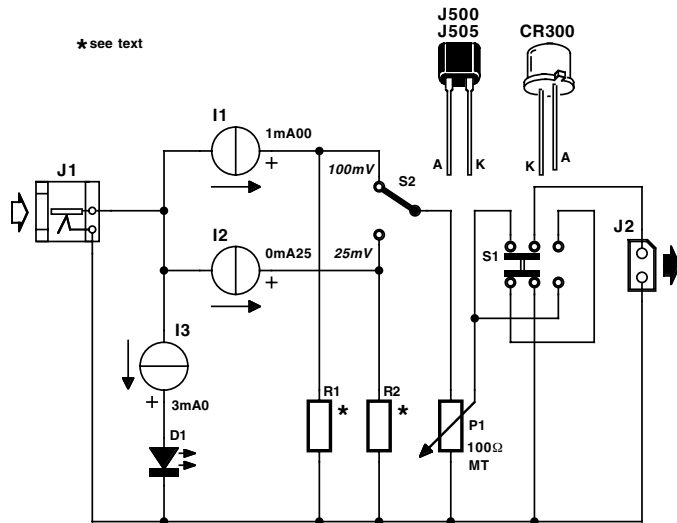 J500
J505
CR300
* see text
A
K
K
A
I1
1mA00
+
J1
100mV
S2
I2
0mA25
+
25mV
S1
J2
I3
+
3mA0
D1
R1
*
R2
*
P1
100Ω
MT